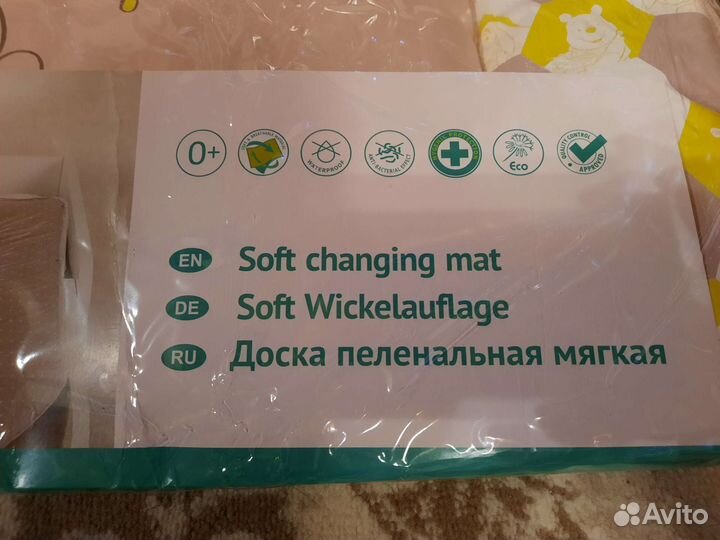 0+
WATERPROOF
ANTI-BACTERIAL EFFECT
Eco
QUALITY CONTROL
APPROVED
EN Soft changing mat
DE Soft Wickelauflage
RU Доска пеленальная мягкая
Avito